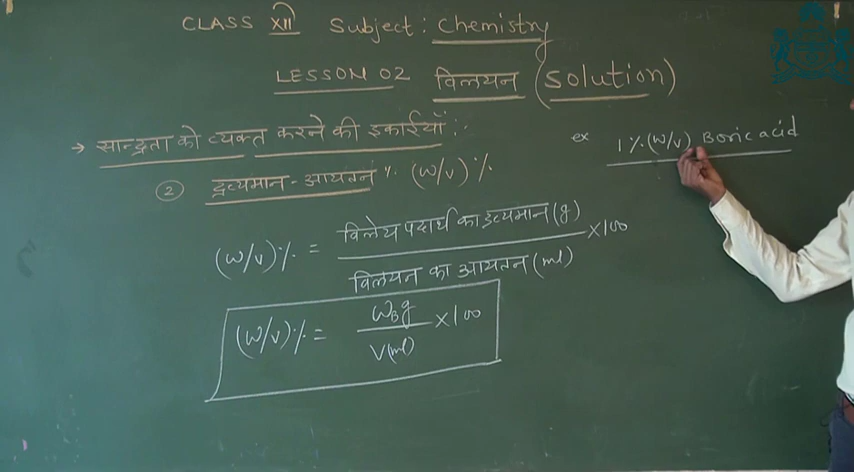 CLASS XII Subject: Chemistry
LESSON 02 विलयन (Solution)
→ सान्द्रता को व्यक्त करने की इकाईयाँ :-
② द्रव्यमान - आयतन % (W/V) %
(W/V)% = विलेय पदार्थ का द्रव्यमान (g) / विलयन का आयतन (ml) × 100
(W/V)% = WB g / V(ml) × 100
ex 1 % (W/V) Boric acid